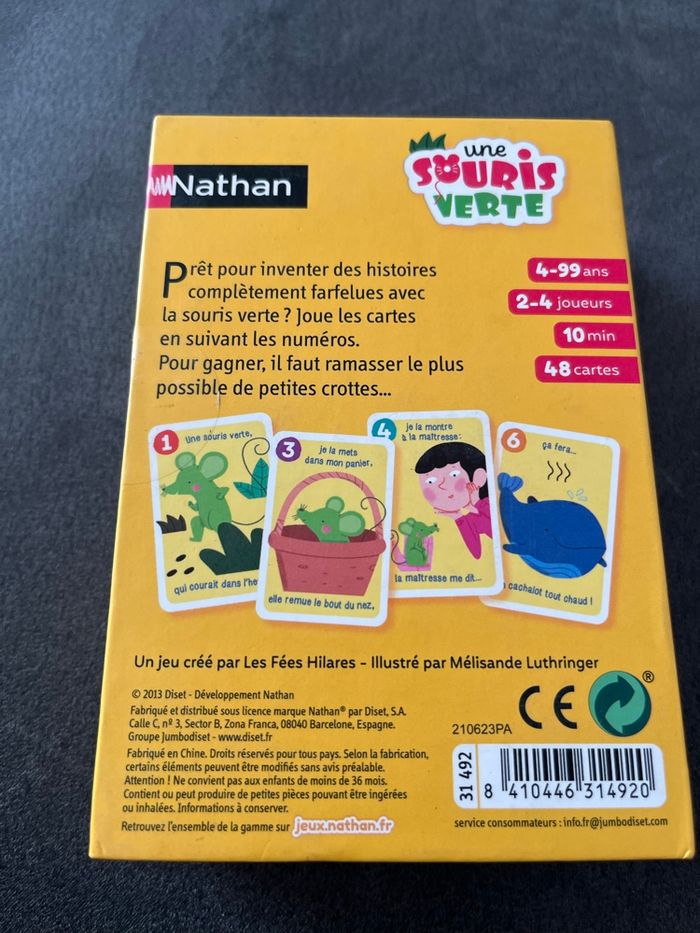 Nathan
une
SOURIS
VERTE
Prêt pour inventer des histoires
complètement farfelues avec
la souris verte ? Joue les cartes
en suivant les numéros.
Pour gagner, il faut ramasser le plus
possible de petites crottes...
4-99 ans
2-4 joueurs
10 min
48 cartes
1
Une souris verte,
qui courait dans l'he
3
je la mets
dans mon panier,
elle remue le bout du nez,
4
je la montre
à la maîtresse :
la maîtresse me dit...
6
ça fera...
cachalot tout chaud !
Un jeu créé par Les Fées Hilares - Illustré par Mélisande Luthringer
© 2013 Diset - Développement Nathan
Fabriqué et distribué sous licence marque Nathan® par Diset, S.A.
Calle C, nº 3, Sector B, Zona Franca, 08040 Barcelone, Espagne.
Groupe Jumbodiset - www.diset.fr
Fabriqué en Chine. Droits réservés pour tous pays. Selon la fabrication,
certains éléments peuvent être modifiés sans avis préalable.
Attention ! Ne convient pas aux enfants de moins de 36 mois.
Contient ou peut produire de petites pièces pouvant être ingérées
ou inhalées. Informations à conserver.
Retrouvez l'ensemble de la gamme sur jeux.nathan.fr
210623PA
CE
®
31 492
8 410446 314920
service consommateurs : info.fr@jumbodiset.com